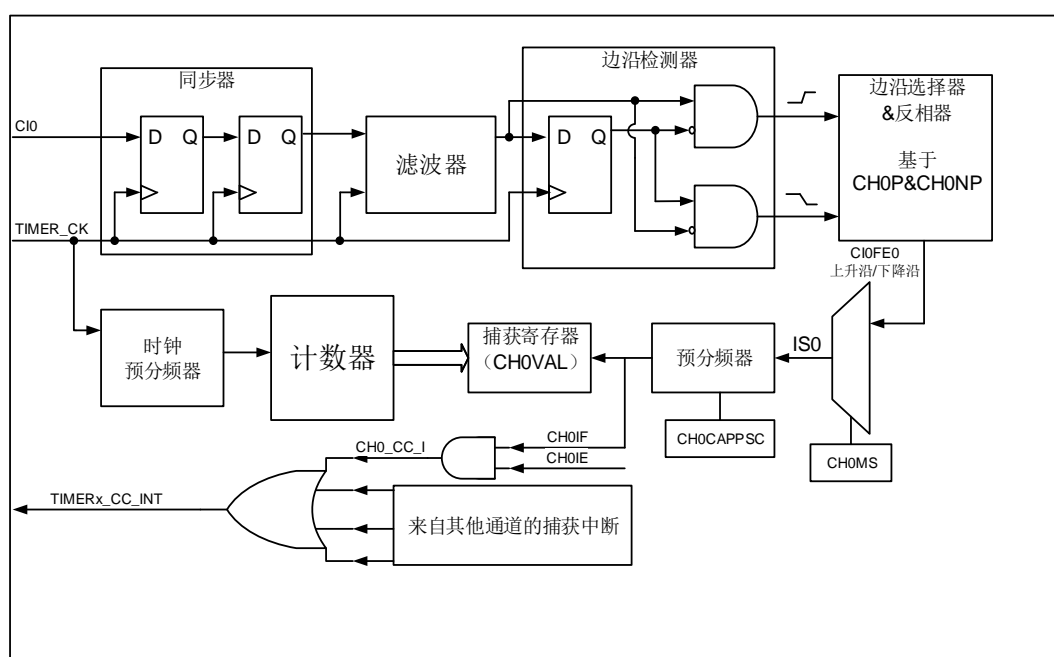 同步器
边沿检测器
CI0
D Q
D Q
滤波器
D Q
边沿选择器
&反相器
基于
CH0P&CH0NP
TIMER_CK
CI0FE0
上升沿/下降沿
时钟
预分频器
计数器
捕获寄存器
（CH0VAL）
预分频器
IS0
CH0CAPPSC
CH0MS
CH0_CC_I
CH0IF
CH0IE
TIMERx_CC_INT
来自其他通道的捕获中断